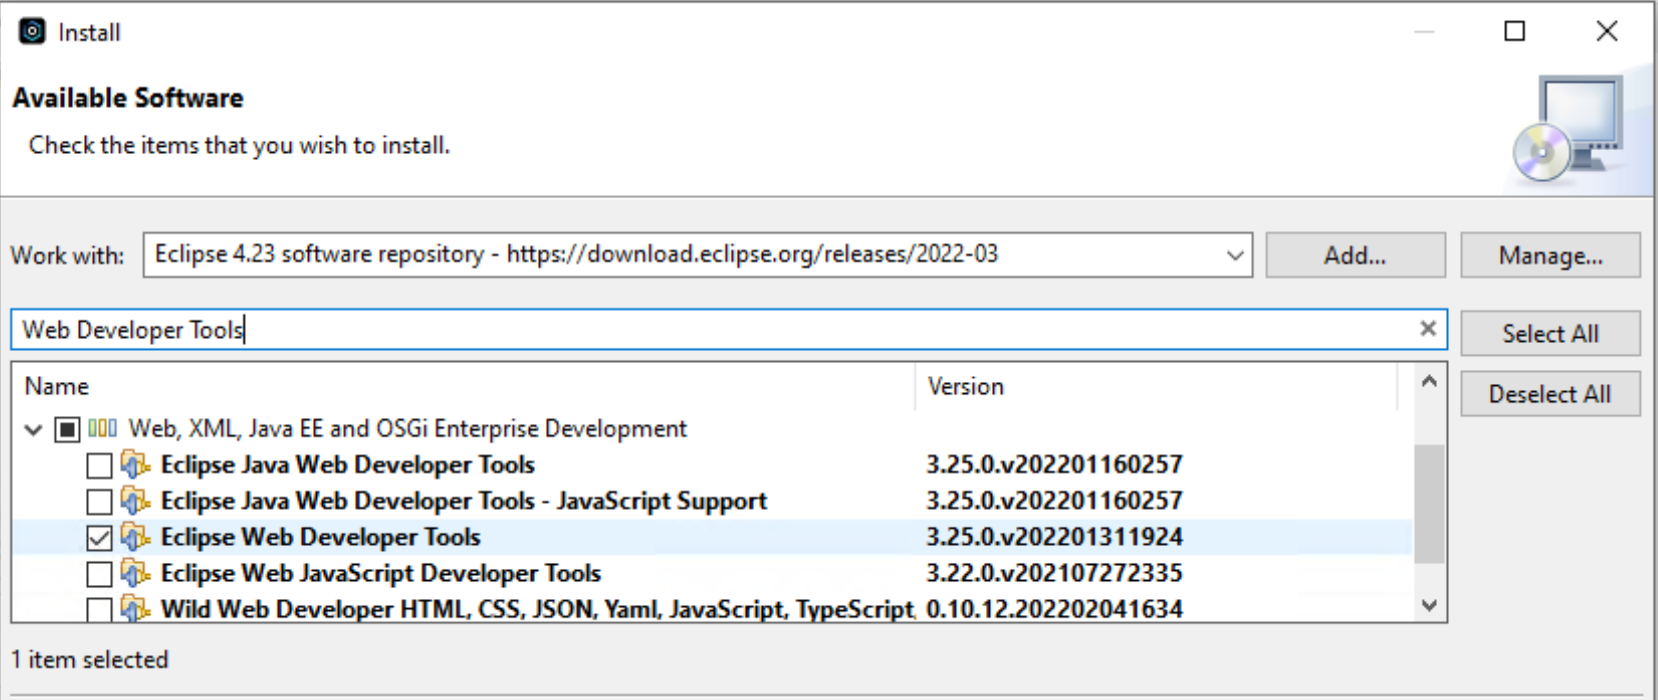 Install
Available Software
Check the items that you wish to install.
Work with: Eclipse 4.23 software repository - https://download.eclipse.org/releases/2022-03 Add... Manage...
Web Developer Tools Select All
Name Version Deselect All
Web, XML, Java EE and OSGi Enterprise Development
Eclipse Java Web Developer Tools 3.25.0.v202201160257
Eclipse Java Web Developer Tools - JavaScript Support 3.25.0.v202201160257
Eclipse Web Developer Tools 3.25.0.v202201311924
Eclipse Web JavaScript Developer Tools 3.22.0.v202107272335
Wild Web Developer HTML, CSS, JSON, Yaml, JavaScript, TypeScript, 0.10.12.202202041634
1 item selected